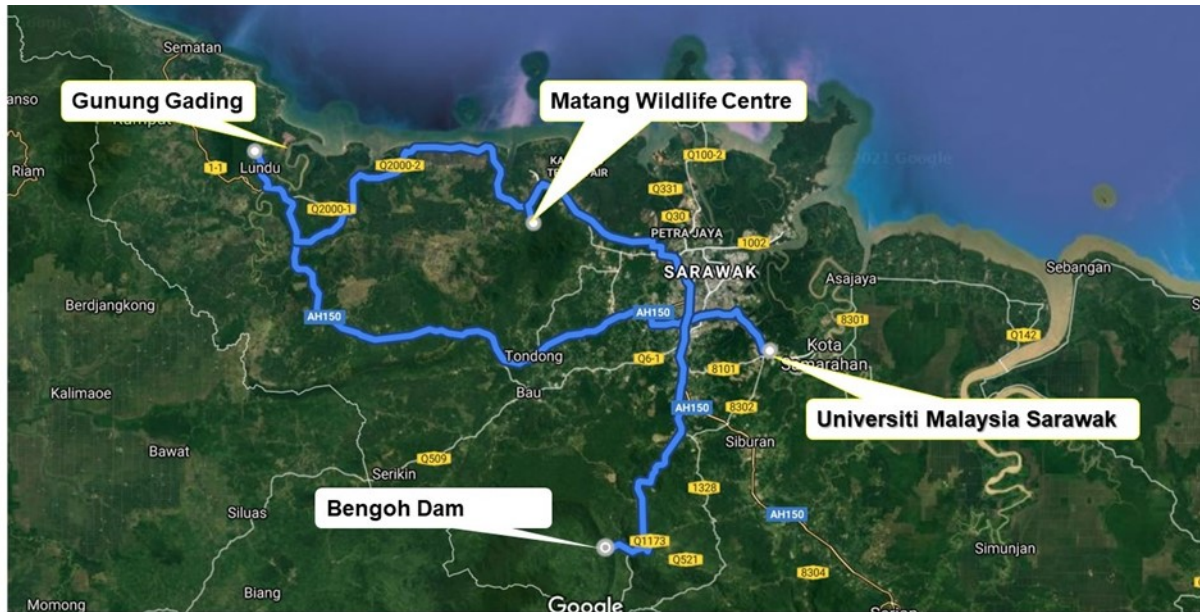 Sematan
Gunung Gading
Matang Wildlife Centre
Riam
1-1
Lundu
Q2000-2
Q2000-1
Q100-2
Q331
Q30
PETRA JAYA
1002
SARAWAK
2021 Google
Asajaya
Sebangan
Berdjangkong
AH150
AH150
8301
Q142
Tondong
Q6-1
Kota
Samarahan
8101
Kalimaoe
Bau
AH150
8302
Universiti Malaysia Sarawak
Siburan
Bawat
Q509
Serikin
1328
Siluas
Bengoh Dam
AH150
Q1173
Q521
Simunjan
8304
Biang
Momong
Google